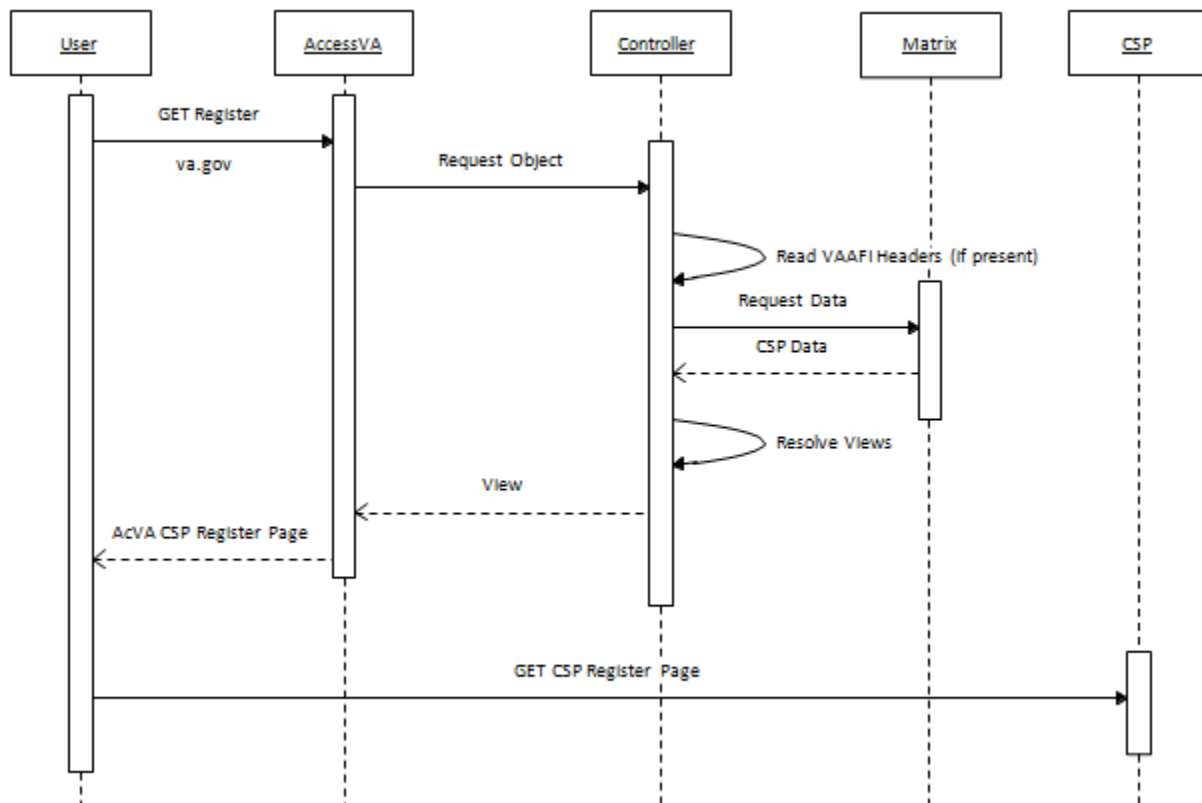 User
AccessVA
Controller
Matrix
CSP
GET Register
va.gov
Request Object
Read VAAFI Headers (if present)
Request Data
CSP Data
Resolve Views
View
AcVA CSP Register Page
GET CSP Register Page